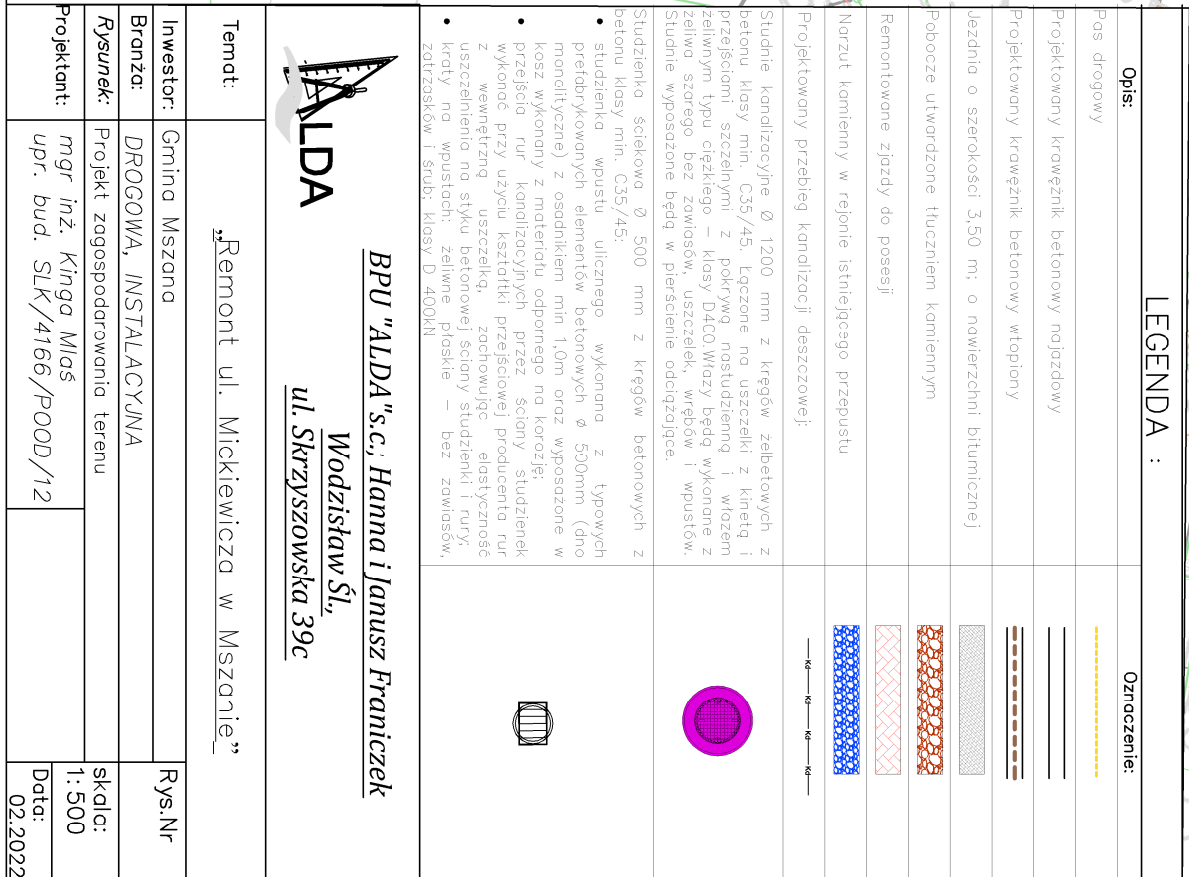 LEGENDA :
Opis:
Oznaczenie:
Pas drogowy
Projektowany krawężnik betonowy najazdowy
Projektowany krawężnik betonowy wtopiony
Jezdnia o szerokości 3,50 m; o nawierzchni bitumicznej
Pobocze utwardzone tłuczniem kamiennym
Remontowane zjazdy do posesji
Narzut kamienny w rejonie istniejącego przepustu
Projektowany przebieg kanalizacji deszczowej:
Kd Kd Kd Kd
Studnie kanalizacyjne Ø 1200 mm z kręgów żelbetowych z
betonu klasy min. C35/45. Łączone na uszczelki z kinetą i
przejściami szczelnymi z pokrywą nastudzienną i włazem
żeliwnym typu ciężkiego – klasy D400.Włazy będą wykonane z
żeliwa szarego bez zawiasów, uszczelek, wrębów i wpustów.
Studnie wyposażone będą w pierścienie odciążające.
Studzienka ściekowa Ø 500 mm z kręgów betonowych z
betonu klasy min. C35/45:
• studzienka wpustu ulicznego wykonana z typowych
prefabrykowanych elementów betonowych ø 500mm (dno
monolityczne) z osadnikiem min 1,0m oraz wyposażone w
kosz wykonany z materiału odpornego na korozję;
• przejścia rur kanalizacyjnych przez ściany studzienek
wykonać przy użyciu kształtki przejściowej producenta rur
z wewnętrzną uszczelką, zachowując elastyczność
uszczelnienia na styku betonowej ściany studzienki i rury;
• kraty na wpustach: żeliwne płaskie – bez zawiasów,
zatrzasków i śrub; klasy D 400kN
ALDA
BPU "ALDA"s.c., Hanna i Janusz Franiczek
Wodzisław Śl.,
ul. Skrzyszowska 39c
Temat:
„Remont ul. Mickiewicza w Mszanie”
Inwestor: Gmina Mszana
Rys.Nr
Branża: DROGOWA, INSTALACYJNA
Rysunek: Projekt zagospodarowania terenu
skala:
1:500
Projektant: mgr inż. Kinga Mlaś
upr. bud. SLK/4166/POOD/12
Data:
02.2022